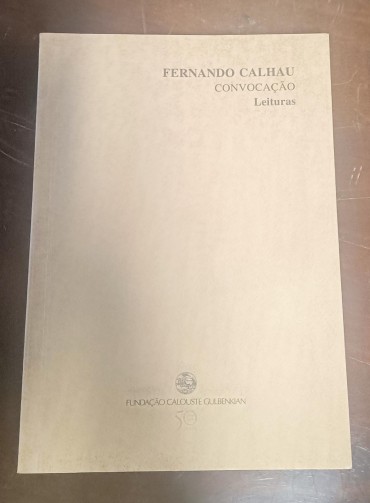 FERNANDO CALHAU
CONVOCAÇÃO
Leituras
FUNDAÇÃO CALOUSTE GULBENKIAN
50